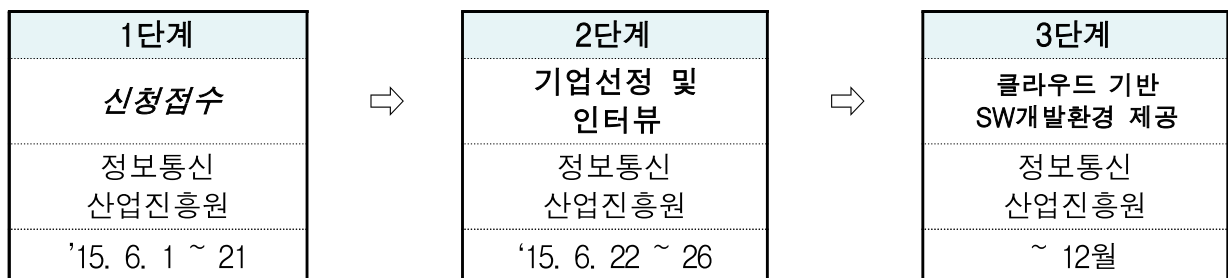 1단계
신청접수
정보통신
산업진흥원
’15. 6. 1 ~ 21
⇨
2단계
기업선정 및
인터뷰
정보통신
산업진흥원
‘15. 6. 22 ~ 26
⇨
3단계
클라우드 기반
SW개발환경 제공
정보통신
산업진흥원
~ 12월